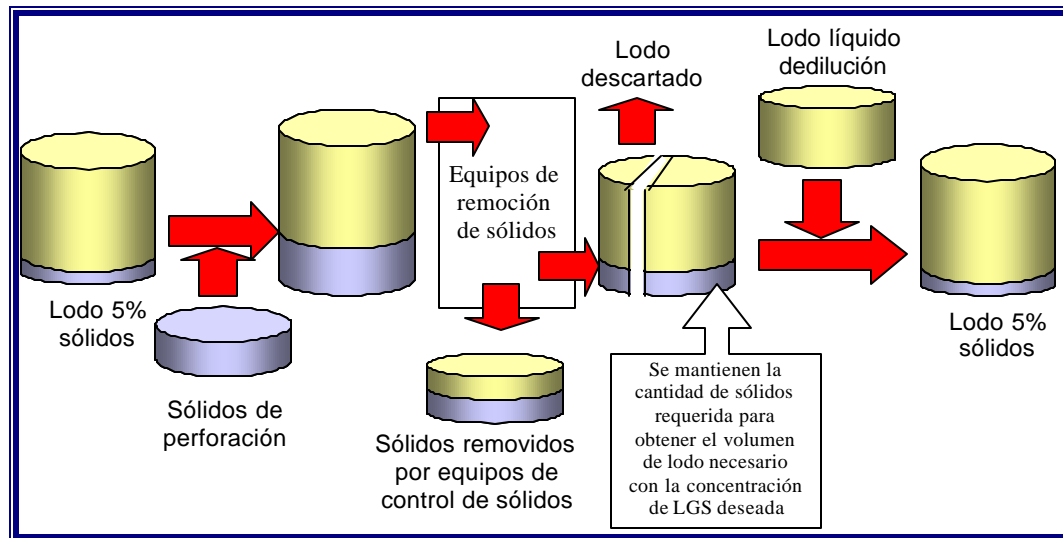 Lodo 5%
sólidos
Sólidos de
perforación
Equipos de
remoción
de sólidos
Sólidos removidos
por equipos de
control de sólidos
Lodo
descartado
Se mantienen la
cantidad de sólidos
requerida para
obtener el volumen
de lodo necesario
con la concentración
de LGS deseada
Lodo líquido
dedilución
Lodo 5%
sólidos